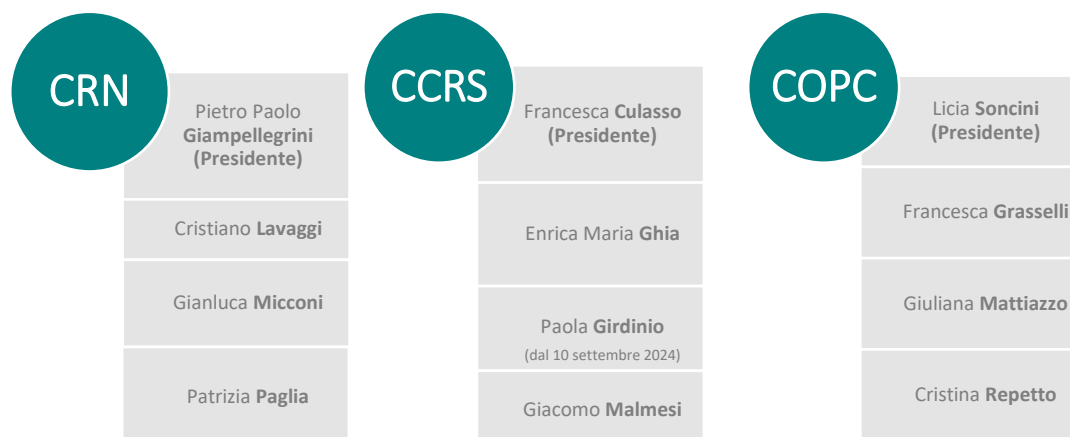 CRN
Pietro Paolo
Giampellegrini
(Presidente)
Cristiano Lavaggi
Gianluca Micconi
Patrizia Paglia
CCRS
Francesca Culasso
(Presidente)
Enrica Maria Ghia
Paola Girdinio
(dal 10 settembre 2024)
Giacomo Malmesi
COPC
Licia Soncini
(Presidente)
Francesca Grasselli
Giuliana Mattiazzo
Cristina Repetto